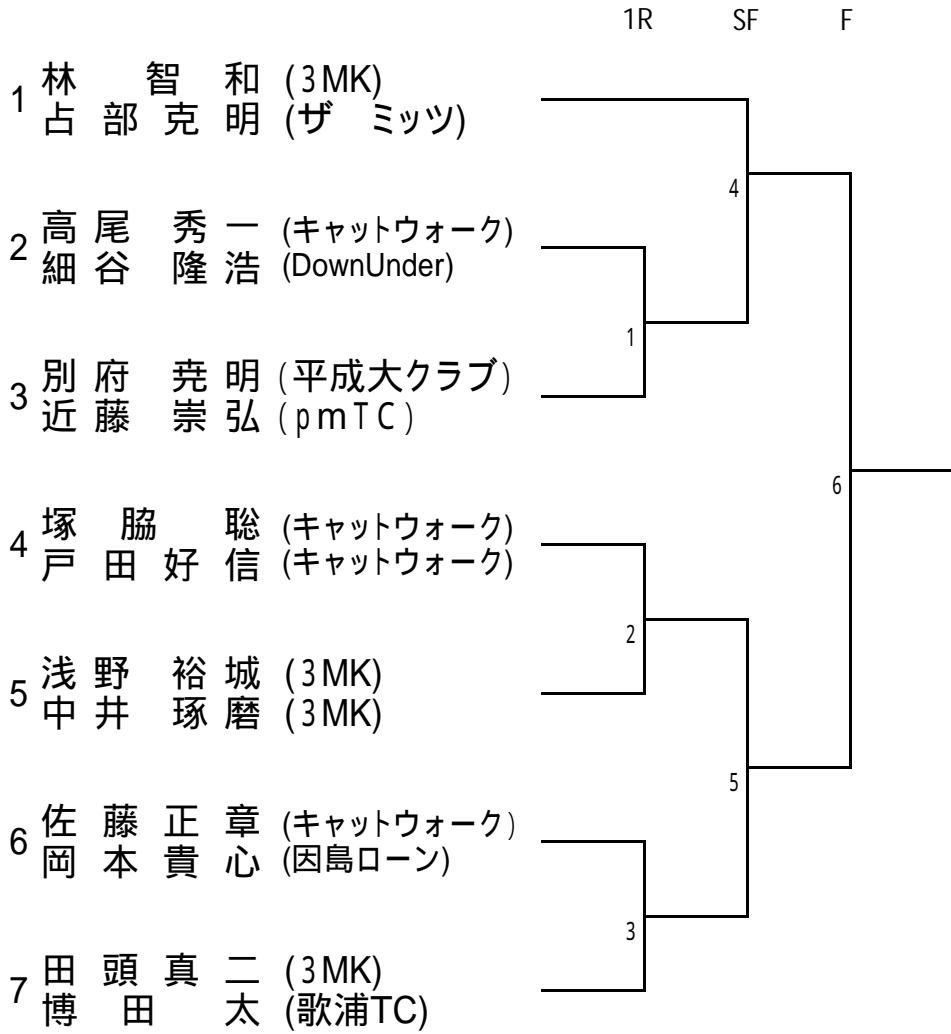 1R SF F
1 林 智 和 (3MK)
占 部 克 明 (ザ ミッツ)
4
2 高 尾 秀 一 (キャットウォーク)
細 谷 隆 浩 (DownUnder)
1
3 別 府 尭 明 (平成大クラブ)
近 藤 崇 弘 (pmTC)
6
4 塚 脇 聡 (キャットウォーク)
戸 田 好 信 (キャットウォーク)
2
5 浅 野 裕 城 (3MK)
中 井 琢 磨 (3MK)
5
6 佐 藤 正 章 (キャットウォーク)
岡 本 貴 心 (因島ローン)
3
7 田 頭 真 二 (3MK)
博 田 太 (歌浦TC)